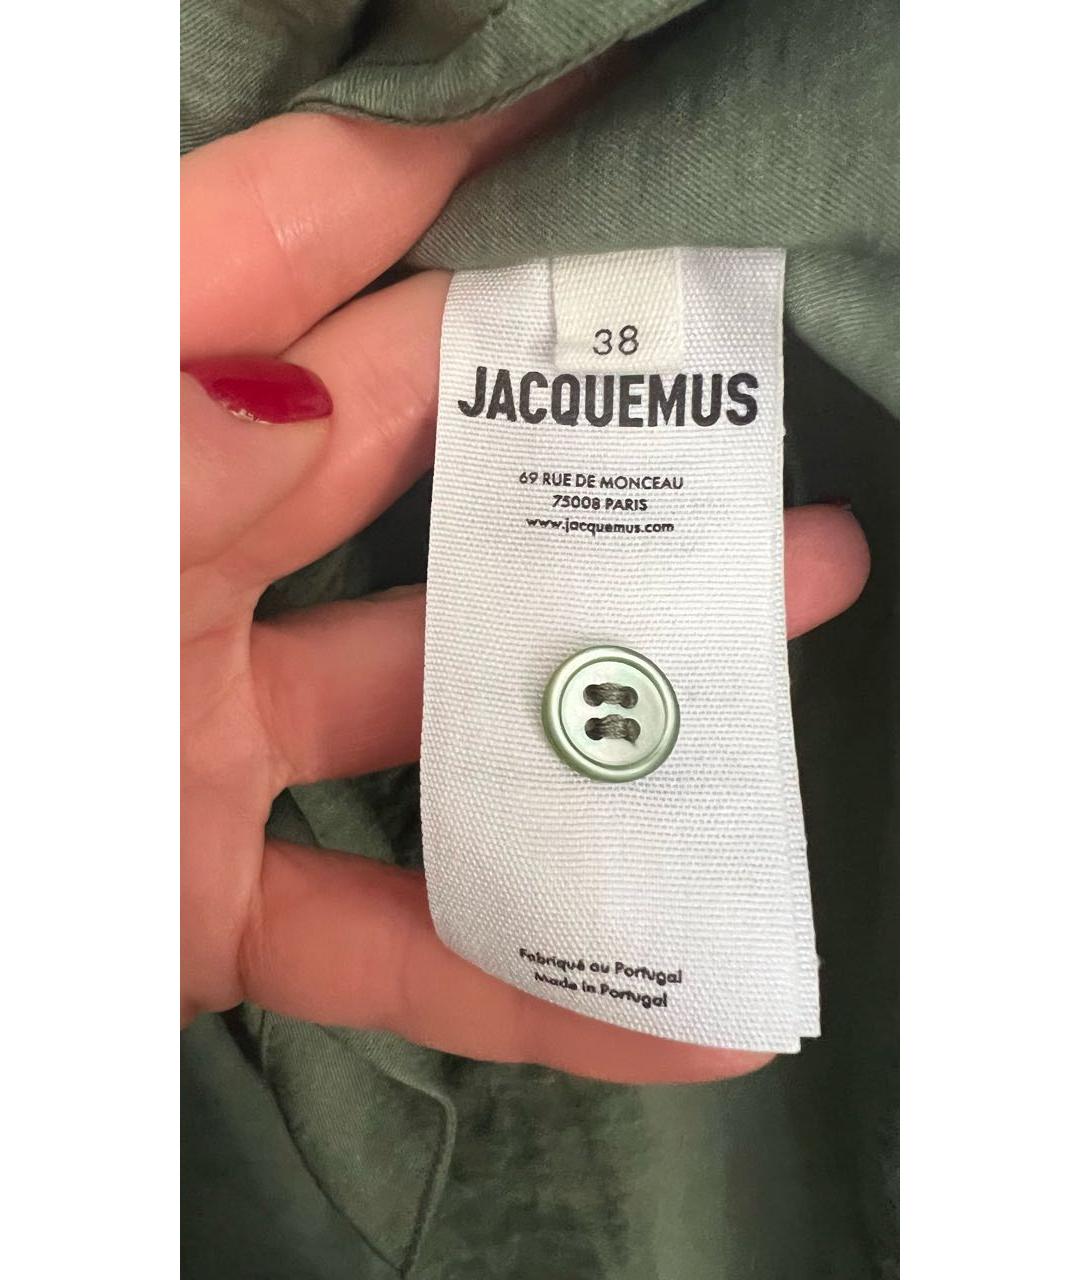 38
JACQUEMUS
69 RUE DE MONCEAU
75008 PARIS
www.jacquemus.com
Fabriqué au Portugal
Made in Portugal